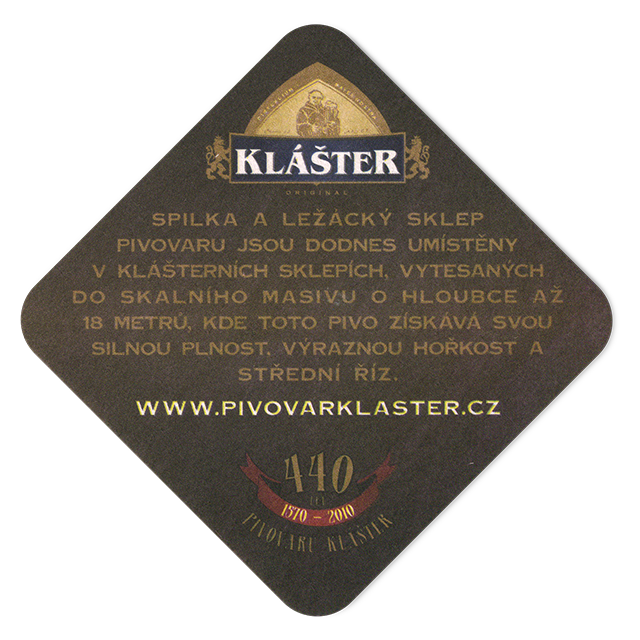 KLÁŠTER
ORIGINAL
SPILKA A LEŽÁCKÝ SKLEP
PIVOVARU JSOU DODNES UMÍSTĚNY
V KLÁŠTERNÍCH SKLEPÍCH, VYTESANÝCH
DO SKALNÍHO MASIVU O HLOUBCE AŽ
18 METRŮ, KDE TOTO PIVO ZÍSKÁVÁ SVOU
SILNOU PLNOST, VÝRAZNOU HOŘKOST A
STŘEDNÍ ŘÍZ.
WWW.PIVOVARKLASTER.CZ
440
LET
1570 – 2010
PIVOVARU KLÁŠTER